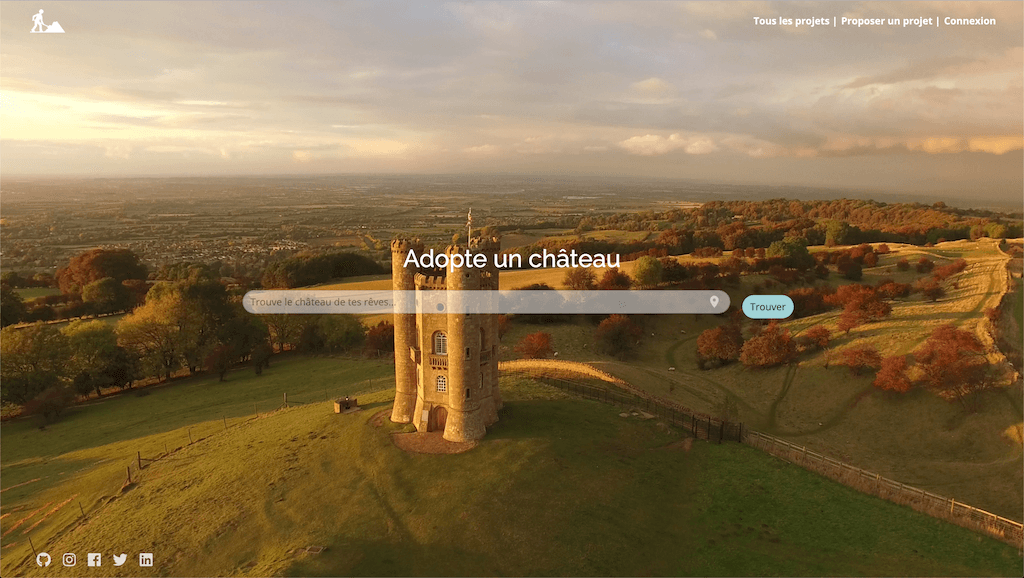 Tous les projets | Proposer un projet | Connexion
Adopte un château
Trouve le château de tes rêves...
Trouver